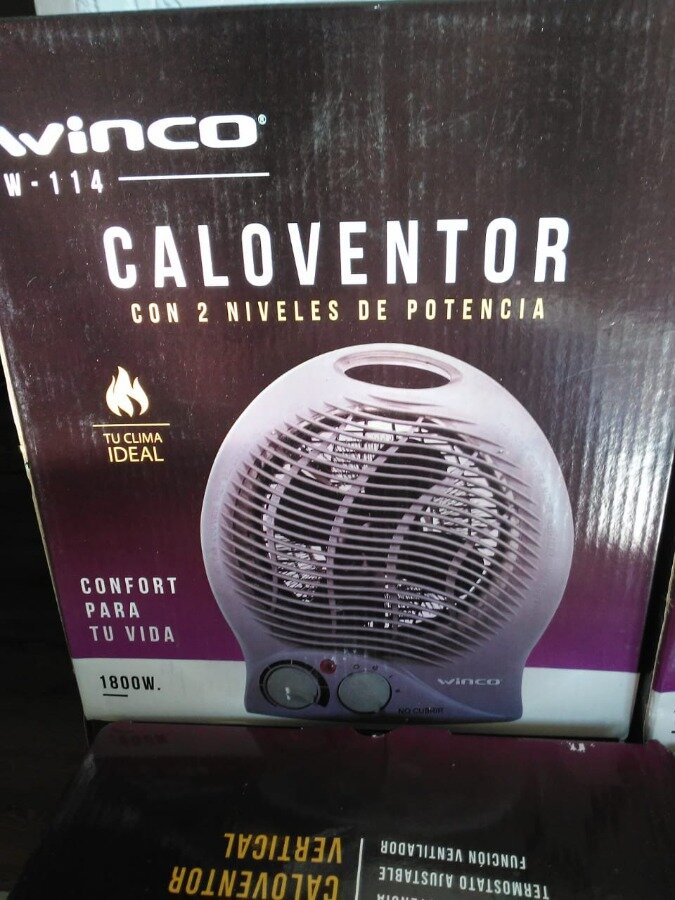 winco®
W-114
CALOVENTOR
CON 2 NIVELES DE POTENCIA
TU CLIMA
IDEAL
CONFORT
PARA
TU VIDA
1800W.
winco
NO CUBRIR
CALOVENTOR
VERTICAL
TERMOSTATO AJUSTABLE
FUNCIÓN VENTILADOR